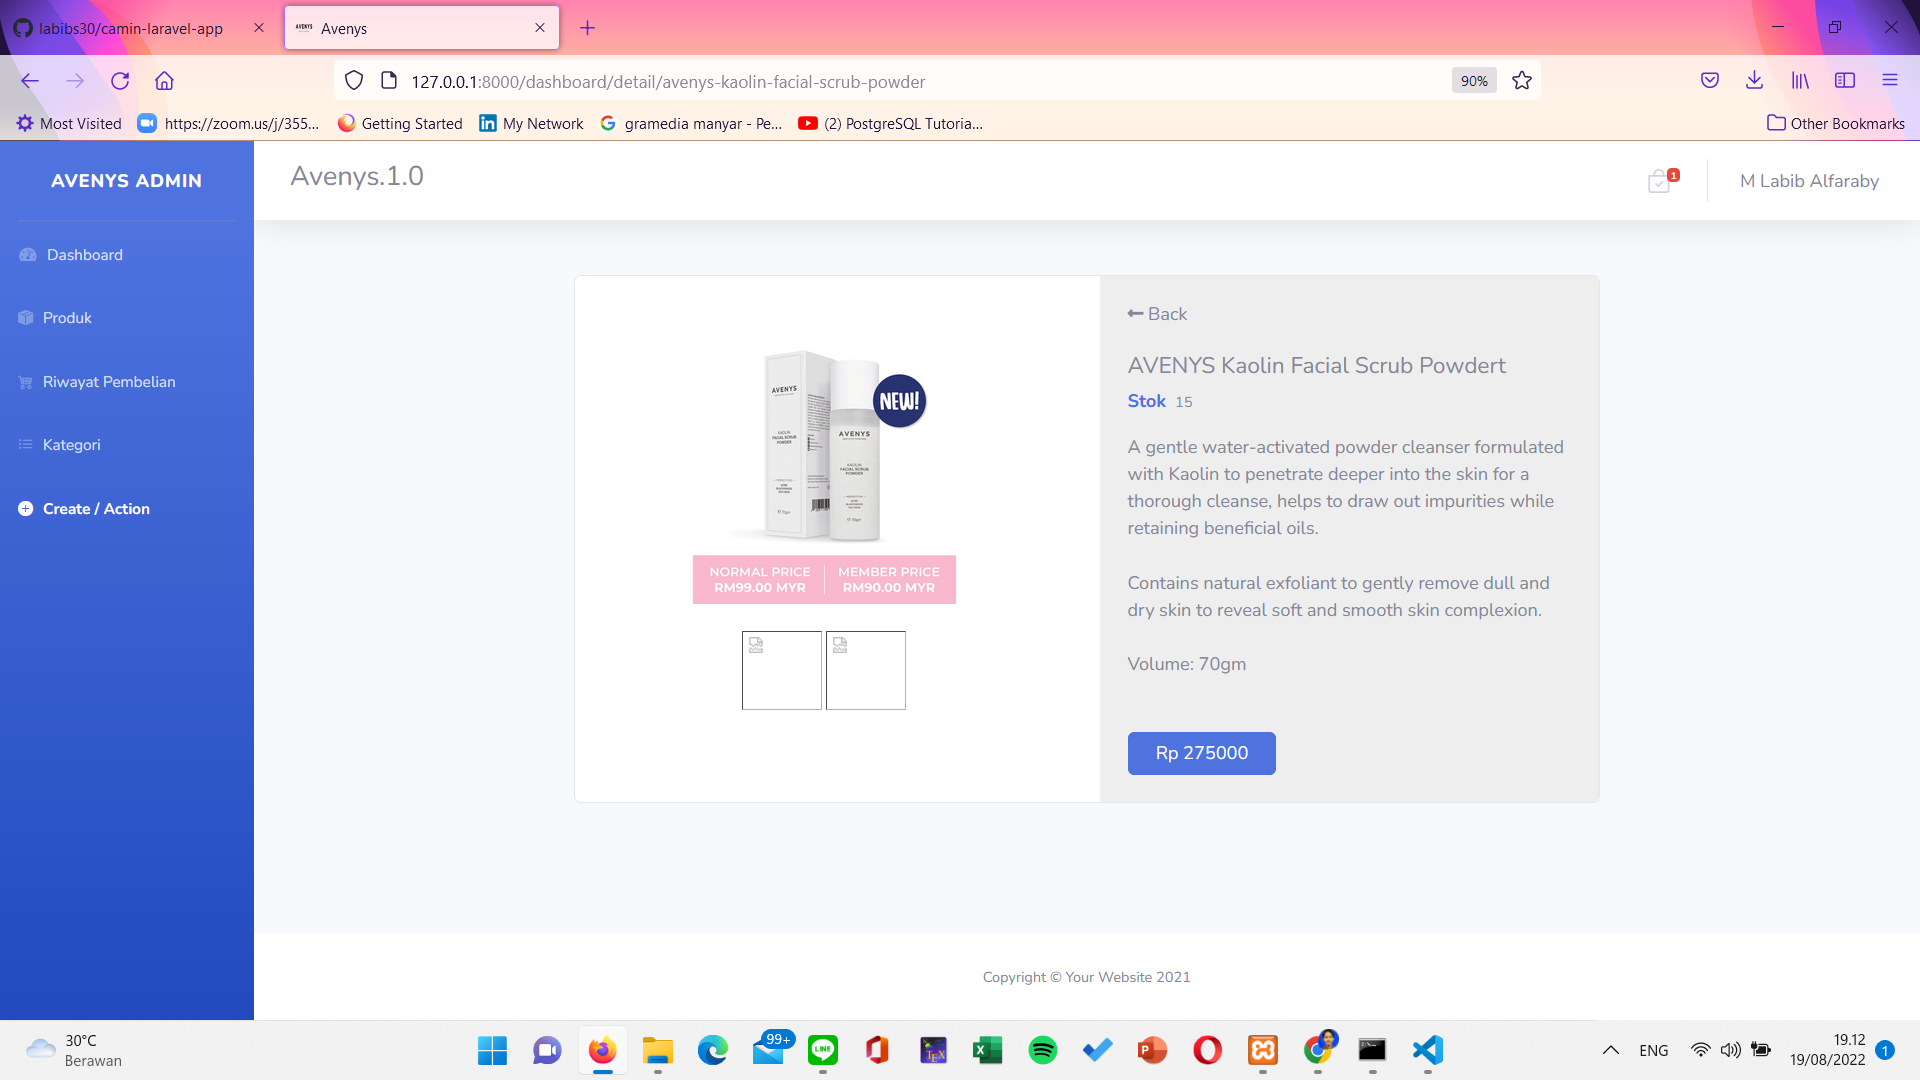 labibs30/camin-laravel-app
AVENYS Avenys
127.0.0.1:8000/dashboard/detail/avenys-kaolin-facial-scrub-powder
90%
Most Visited
https://zoom.us/j/355...
Getting Started
My Network
gramedia manyar - Pe...
(2) PostgreSQL Tutoria...
Other Bookmarks
AVENYS ADMIN
Dashboard
Produk
Riwayat Pembelian
Kategori
Create / Action
Avenys.1.0
1
M Labib Alfaraby
AVENYS
KAOLIN
FACIAL SCRUB
POWDER
NEW!
AVENYS
KAOLIN
FACIAL SCRUB
POWDER
NORMAL PRICE
RM99.00 MYR
MEMBER PRICE
RM90.00 MYR
Back
AVENYS Kaolin Facial Scrub Powdert
Stok 15
A gentle water-activated powder cleanser formulated
with Kaolin to penetrate deeper into the skin for a
thorough cleanse, helps to draw out impurities while
retaining beneficial oils.
Contains natural exfoliant to gently remove dull and
dry skin to reveal soft and smooth skin complexion.
Volume: 70gm
Rp 275000
Copyright © Your Website 2021
30°C
Berawan
99+
LINE
TEX
ENG
19.12
19/08/2022
1